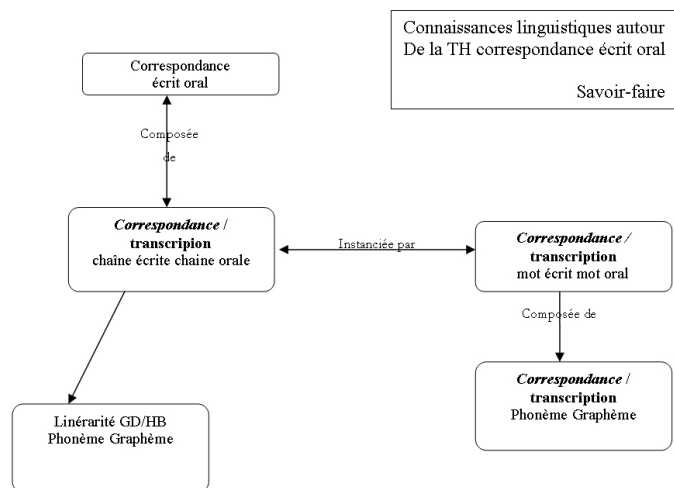 Connaissances linguistiques autour
De la TH correspondance écrit oral
Savoir-faire
Correspondance
écrit oral
Composée
de
Correspondance /
transcripion
chaîne écrite chaine orale
Instanciée par
Correspondance /
transcription
mot écrit mot oral
Composée de
Correspondance /
transcription
Phonème Graphème
Linérarité GD/HB
Phonème Graphème